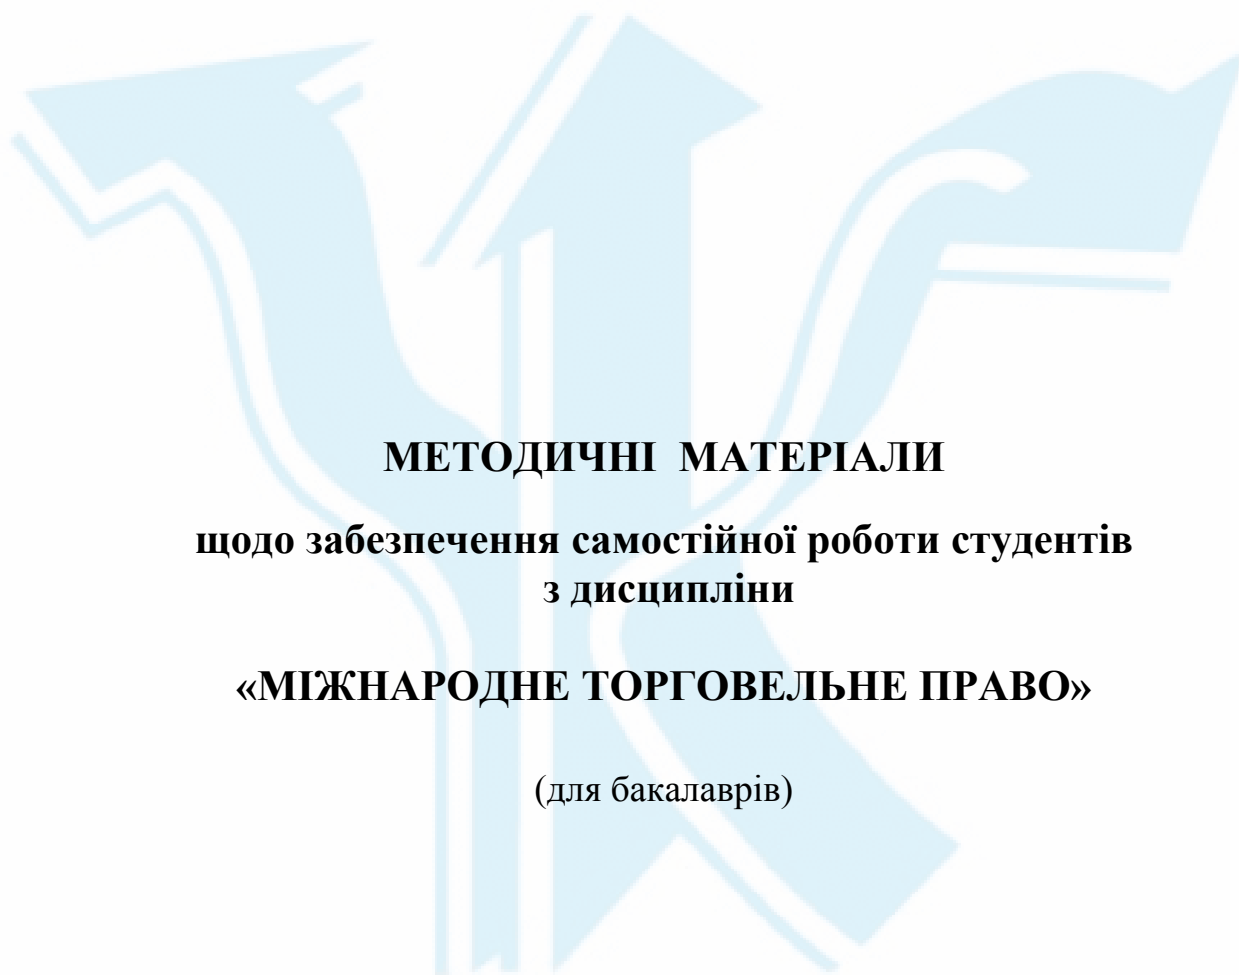 МЕТОДИЧНІ МАТЕРІАЛИ
щодо забезпечення самостійної роботи студентів
з дисципліни
«МІЖНАРОДНЕ ТОРГОВЕЛЬНЕ ПРАВО»
(для бакалаврів)